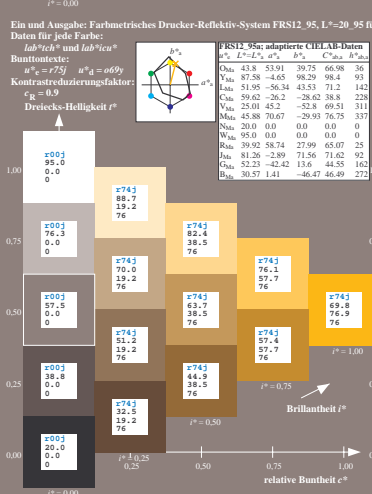 i* = 0,00
Ein und Ausgabe: Farbmetrisches Drucker-Reflektiv-System FRS12_95, L*=20_95 fü
Daten für jede Farbe:
lab*tch* und lab*icu*
Bunttontexte:
u*e = r75j u*d = o69y
Kontrastreduzierungsfaktor:
cR = 0.9
Dreiecks-Helligkeit t*
b*a
a*a
FRS12_95a; adaptierte CIELAB-Daten
u*e L*=L*a a*a b*a C*ab,a h*ab,a
OMa 43.8 53.91 39.75 66.98 36
YMa 87.58 −4.65 98.29 98.4 93
LMa 51.95 −56.34 43.53 71.2 142
CMa 59.62 −26.2 −28.62 38.8 228
VMa 25.01 45.2 −52.8 69.51 311
MMa 45.88 70.67 −29.93 76.75 337
NMa 20.0 0.0 0.0 0.0 0
WMa 95.0 0.0 0.0 0.0 0
RMa 39.92 58.74 27.99 65.07 25
JMa 81.26 −2.89 71.56 71.62 92
GMa 52.23 −42.42 13.6 44.55 162
BMa 30.57 1.41 −46.47 46.49 272
1,00
0,75
0,50
0,25
0,00
r00j
95.0
0.0
0
r00j
76.3
0.0
0
r00j
57.5
0.0
0
r00j
38.8
0.0
0
r00j
20.0
0.0
0
r74j
88.7
19.2
76
r74j
70.0
19.2
76
r74j
51.2
19.2
76
r74j
32.5
19.2
76
r74j
82.4
38.5
76
r74j
63.7
38.5
76
r74j
44.9
38.5
76
r74j
76.1
57.7
76
r74j
57.4
57.7
76
r74j
69.8
76.9
76
i* = 1,00
i* = 0,75
i* = 0,50
i* = 0,25
i* = 0,00
Brillantheit i*
0,25 0,50 0,75 1,00
relative Buntheit c*